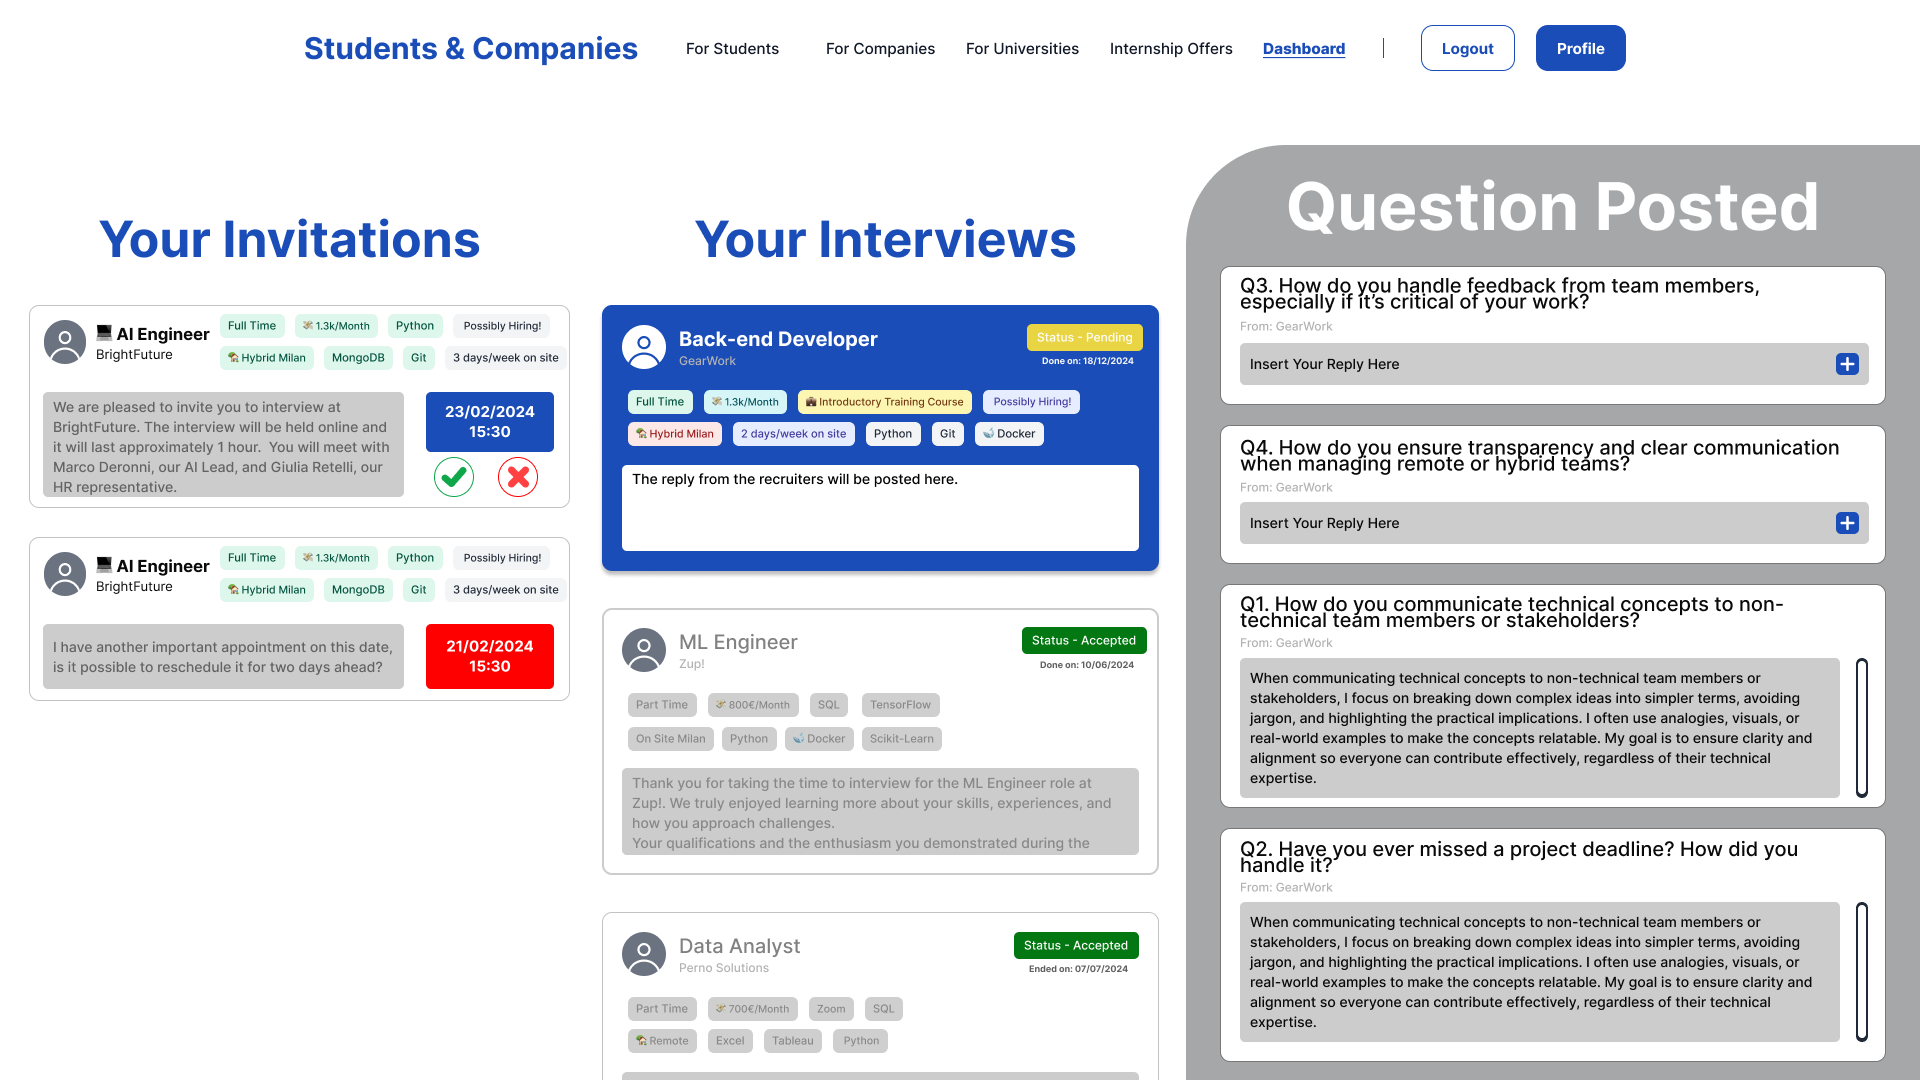 Students & Companies
For Students
For Companies
For Universities
Internship Offers
Dashboard
Logout
Profile
Your Invitations
AI Engineer
BrightFuture
Full Time
1.3k/Month
Python
Possibly Hiring!
Hybrid Milan
MongoDB
Git
3 days/week on site
We are pleased to invite you to interview at
BrightFuture. The interview will be held online and
it will last approximately 1 hour.  You will meet with
Marco Deronni, our AI Lead, and Giulia Retelli, our
HR representative.
23/02/2024
15:30
AI Engineer
BrightFuture
Full Time
1.3k/Month
Python
Possibly Hiring!
Hybrid Milan
MongoDB
Git
3 days/week on site
I have another important appointment on this date,
is it possible to reschedule it for two days ahead?
21/02/2024
15:30
Your Interviews
Back-end Developer
GearWork
Status - Pending
Done on: 18/12/2024
Full Time
1.3k/Month
Introductory Training Course
Possibly Hiring!
Hybrid Milan
2 days/week on site
Python
Git
Docker
The reply from the recruiters will be posted here.
ML Engineer
Zup!
Status - Accepted
Done on: 10/06/2024
Part Time
800€/Month
SQL
TensorFlow
On Site Milan
Python
Docker
Scikit-Learn
Thank you for taking the time to interview for the ML Engineer role at
Zup!. We truly enjoyed learning more about your skills, experiences, and
how you approach challenges.
Your qualifications and the enthusiasm you demonstrated during the
Data Analyst
Perno Solutions
Status - Accepted
Ended on: 07/07/2024
Part Time
700€/Month
Zoom
SQL
Remote
Excel
Tableau
Python
Question Posted
Q3. How do you handle feedback from team members,
especially if it’s critical of your work?
From: GearWork
Insert Your Reply Here
Q4. How do you ensure transparency and clear communication
when managing remote or hybrid teams?
From: GearWork
Insert Your Reply Here
Q1. How do you communicate technical concepts to non-
technical team members or stakeholders?
From: GearWork
When communicating technical concepts to non-technical team members or
stakeholders, I focus on breaking down complex ideas into simpler terms, avoiding
jargon, and highlighting the practical implications. I often use analogies, visuals, or
real-world examples to make the concepts relatable. My goal is to ensure clarity and
alignment so everyone can contribute effectively, regardless of their technical
expertise.
Q2. Have you ever missed a project deadline? How did you
handle it?
From: GearWork
When communicating technical concepts to non-technical team members or
stakeholders, I focus on breaking down complex ideas into simpler terms, avoiding
jargon, and highlighting the practical implications. I often use analogies, visuals, or
real-world examples to make the concepts relatable. My goal is to ensure clarity and
alignment so everyone can contribute effectively, regardless of their technical
expertise.